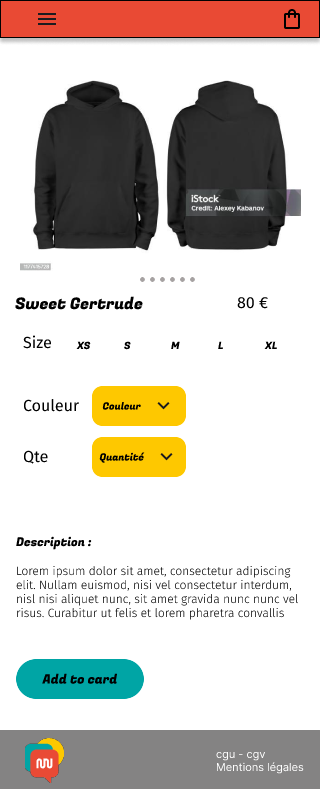 iStock
Credit: Alexey Kabanov
Sweet Gertrude 80 €
Size XS S M L XL
Couleur Couleur
Qte Quantité
Description :
Lorem ipsum dolor sit amet, consectetur adipiscing
elit. Nullam euismod, nisi vel consectetur interdum,
nisl nisi aliquet nunc, sit amet gravida nunc nunc vel
risus. Curabitur ut felis et lorem pharetra convallis
Add to card
cgu - cgv
Mentions légales